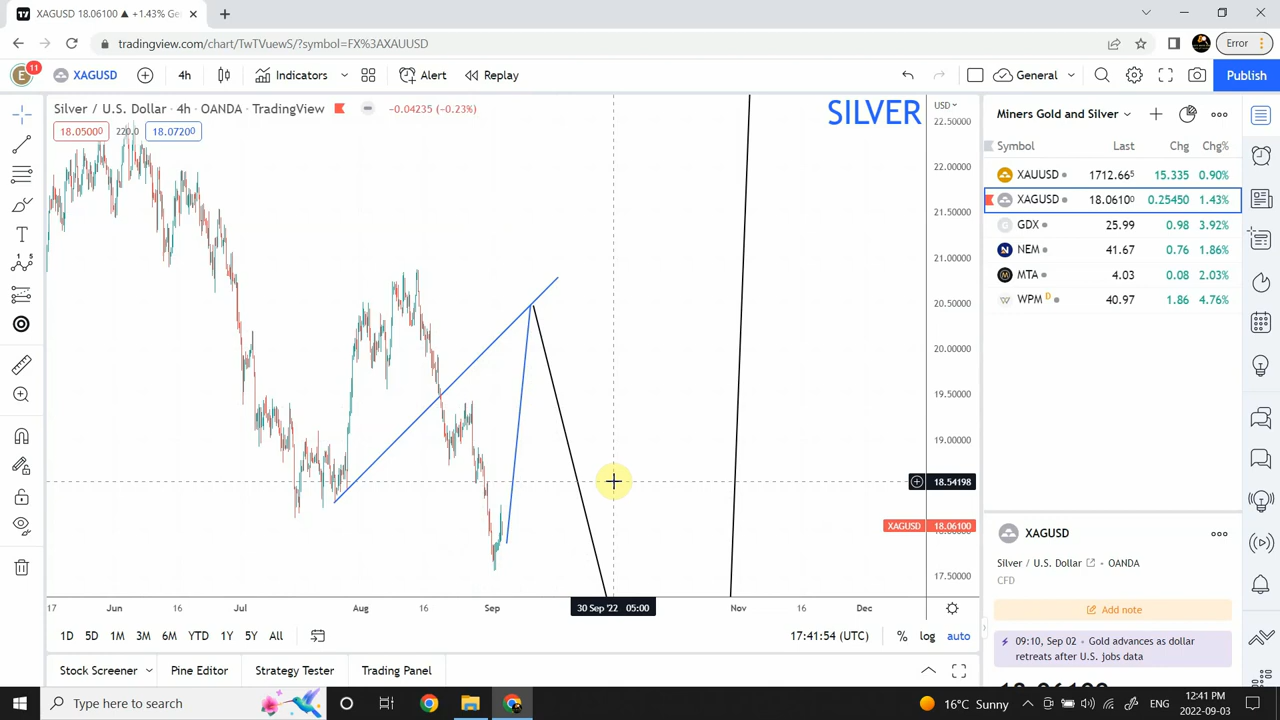 XAGUSD 18.06100 ▲ +1.43% Ge
tradingview.com/chart/TwTVuewS/?symbol=FX%3AXAUUSD
Error
E 11 XAGUSD 4h Indicators Alert Replay General Publish
Silver / U.S. Dollar · 4h · OANDA · TradingView −0.04235 (−0.23%)
18.05000 220.0 18.07200
SILVER
USD
22.50000
22.00000
21.50000
21.00000
20.50000
20.00000
19.50000
19.00000
18.54198
XAGUSD 18.06100
17.50000
17 Jun 16 Jul Aug 16 Sep 30 Sep '22 05:00 Nov 16 Dec
1D 5D 1M 3M 6M YTD 1Y 5Y All 17:41:54 (UTC) % log auto
Stock Screener Pine Editor Strategy Tester Trading Panel
Miners Gold and Silver
Symbol Last Chg Chg%
XAUUSD 1712.665 15.335 0.90%
XAGUSD 18.06100 0.25450 1.43%
GDX 25.99 0.98 3.92%
NEM 41.67 0.76 1.86%
MTA 4.03 0.08 2.03%
WPM D 40.97 1.86 4.76%
XAGUSD
Silver / U.S. Dollar · OANDA
CFD
Add note
09:10, Sep 02 · Gold advances as dollar
retreats after U.S. jobs data
Type here to search
16°C Sunny
ENG
12:41 PM
2022-09-03